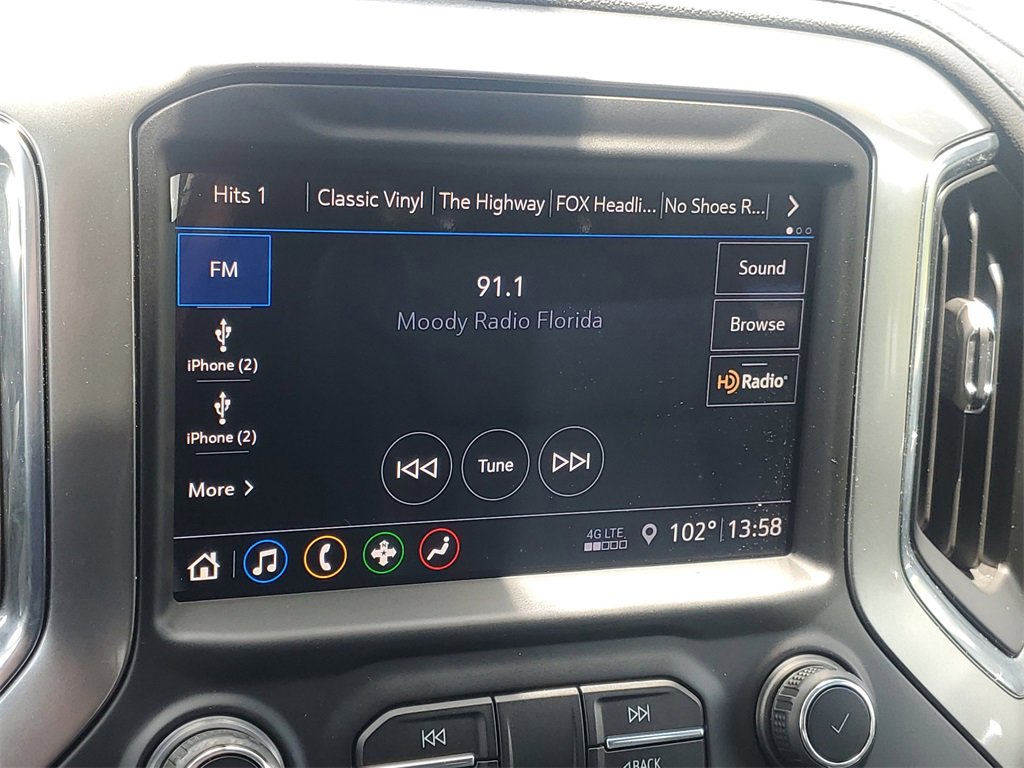 Hits 1 Classic Vinyl The Highway FOX Headli... No Shoes R...
FM
91.1
Moody Radio Florida
Sound
Browse
HD Radio
iPhone (2)
iPhone (2)
More
Tune
4G LTE
102° 13:58
BACK